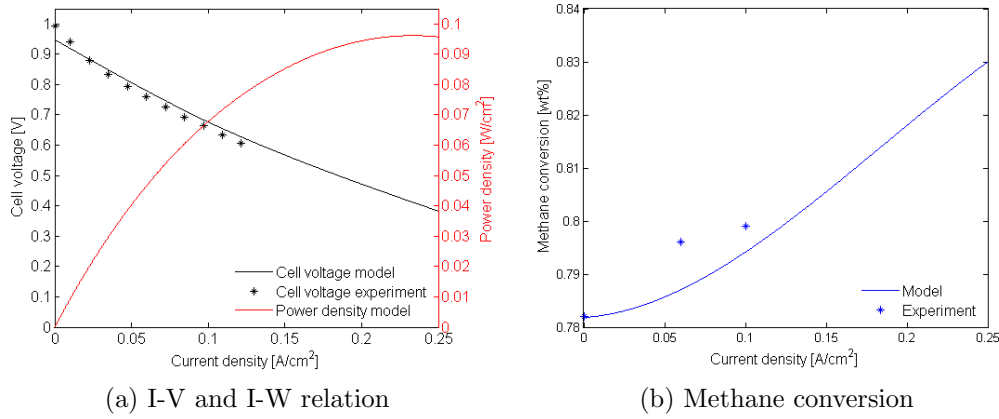 1
0.9
0.8
0.7
0.6
0.5
0.4
0.3
0.2
0.1
0
Cell voltage [V]
0 0.05 0.1 0.15 0.2 0.25
Current density [A/cm²]
0.1
0.09
0.08
0.07
0.06
0.05
0.04
0.03
0.02
0.01
0
Power density [W/cm²]
Cell voltage model
Cell voltage experiment
Power density model
(a) I-V and I-W relation
0.84
0.83
0.82
0.81
0.8
0.79
0.78
Methane conversion [wt%]
0 0.05 0.1 0.15 0.2 0.25
Current density [A/cm²]
Model
Experiment
(b) Methane conversion